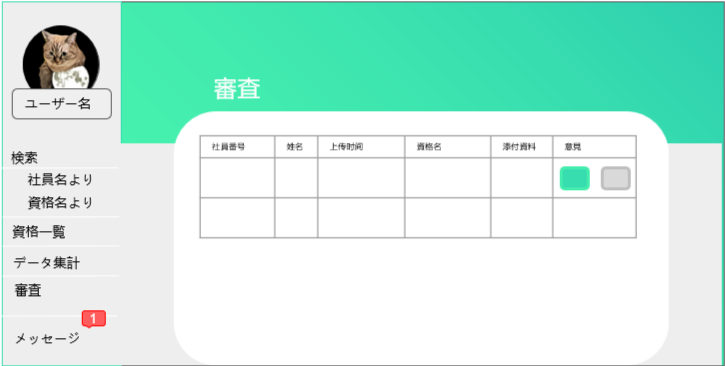 ユーザー名
検索
社員名より
資格名より
資格一覧
データ集計
審査
1
メッセージ
審査
社員番号 姓名 上传时间 資格名 添付資料 意見